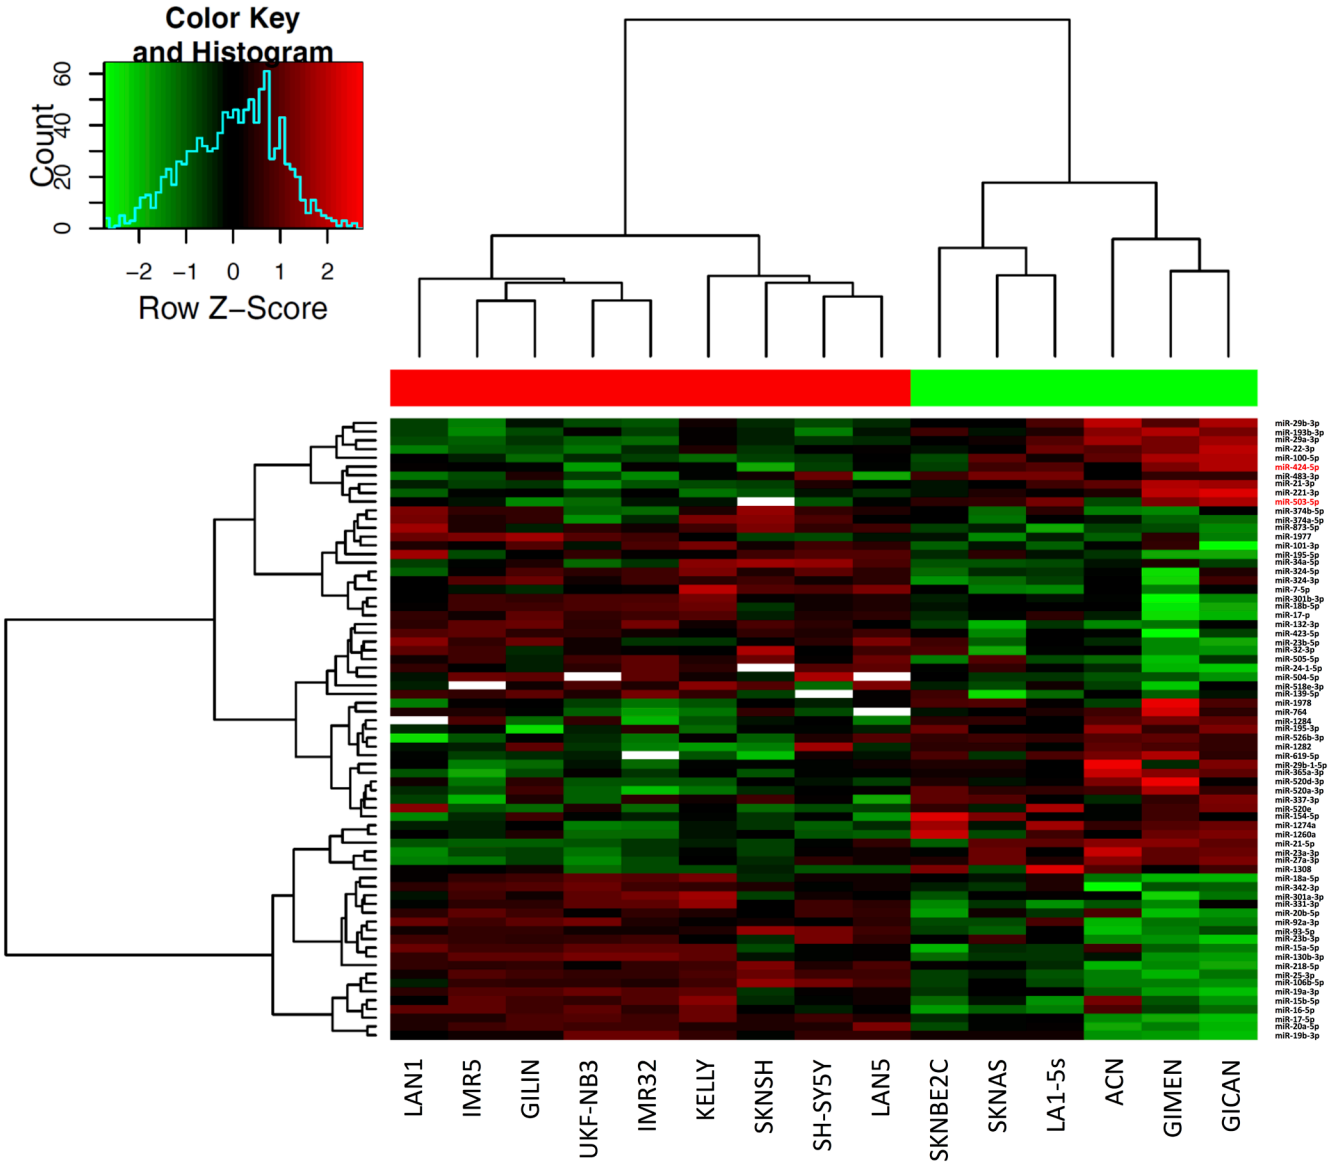 Color Key
and Histogram
Count
0
20
40
60
−2 −1 0 1 2
Row Z−Score
miR-29b-3p
miR-193b-3p
miR-29a-3p
miR-22-3p
miR-100-5p
miR-424-5p
miR-483-3p
miR-21-3p
miR-221-3p
miR-503-5p
miR-374b-5p
miR-374a-5p
miR-873-5p
miR-1977
miR-101-3p
miR-195-5p
miR-34a-5p
miR-324-5p
miR-324-3p
miR-7-5p
miR-301b-3p
miR-18b-5p
miR-17-p
miR-132-3p
miR-423-5p
miR-23b-5p
miR-32-3p
miR-505-5p
miR-24-1-5p
miR-504-5p
miR-518e-3p
miR-139-5p
miR-1978
miR-764
miR-1284
miR-195-3p
miR-526b-3p
miR-1282
miR-619-5p
miR-29b-1-5p
miR-365a-3p
miR-520d-3p
miR-520a-3p
miR-337-3p
miR-520e
miR-154-5p
miR-1274a
miR-1260a
miR-21-5p
miR-23a-3p
miR-27a-3p
miR-1308
miR-18a-5p
miR-342-3p
miR-301a-3p
miR-331-3p
miR-20b-5p
miR-92a-3p
miR-93-5p
miR-23b-3p
miR-15a-5p
miR-130b-3p
miR-218-5p
miR-25-3p
miR-106b-5p
miR-19a-3p
miR-15b-5p
miR-16-5p
miR-17-5p
miR-20a-5p
miR-19b-3p
LAN1
IMR5
GILIN
UKF-NB3
IMR32
KELLY
SKNSH
SH-SY5Y
LAN5
SKNBE2C
SKNAS
LA1-5s
ACN
GIMEN
GICAN